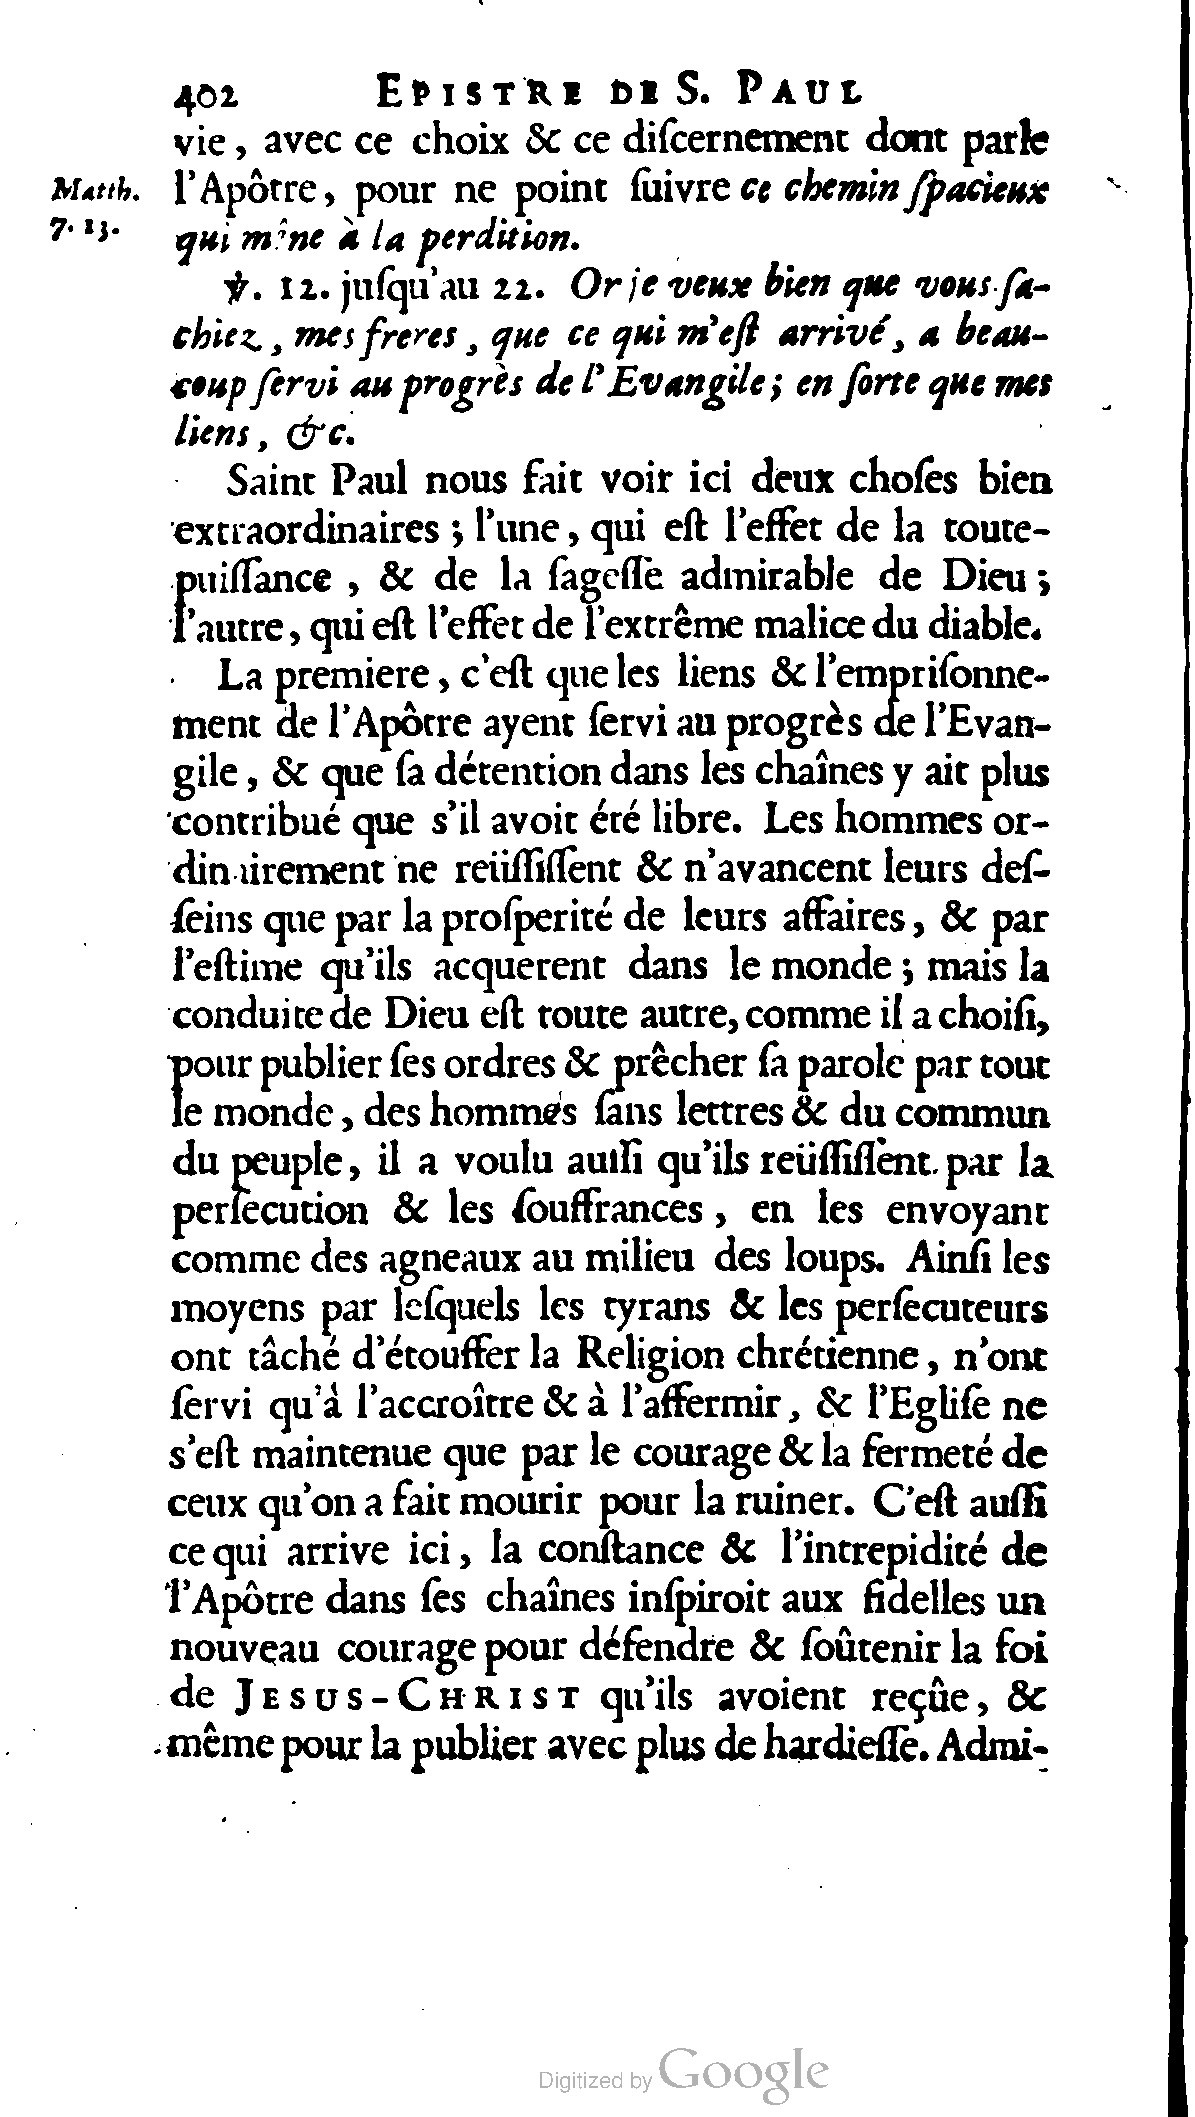 402 EPISTRE DE S. PAUL
vie, avec ce choix & ce diſcernement dont parle
Matth. 7. 13.
l'Apôtre, pour ne point ſuivre ce chemin ſpacieux
qui mène à la perdition.
℣. 12. juſqu'au 22. Or je veux bien que vous ſa-
chiez, mes freres, que ce qui m'eſt arrivé, a beau-
coup ſervi au progrès de l'Evangile; en ſorte que mes
liens, &c.
Saint Paul nous fait voir ici deux choſes bien
extraordinaires; l'une, qui eſt l'effet de la toute-
puiſſance, & de la ſageſſe admirable de Dieu;
l'autre, qui eſt l'effet de l'extrême malice du diable.
La premiere, c'eſt que les liens & l'empriſonne-
ment de l'Apôtre ayent ſervi au progrès de l'Evan-
gile, & que ſa détention dans les chaînes y ait plus
contribué que s'il avoit été libre. Les hommes or-
dinairement ne reüſſiſſent & n'avancent leurs deſ-
ſeins que par la proſperité de leurs affaires, & par
l'eſtime qu'ils acquerent dans le monde; mais la
conduite de Dieu eſt toute autre, comme il a choiſi,
pour publier ſes ordres & prêcher ſa parole par tout
le monde, des hommes ſans lettres & du commun
du peuple, il a voulu auſſi qu'ils reüſſiſſent par la
perſecution & les ſouffrances, en les envoyant
comme des agneaux au milieu des loups. Ainſi les
moyens par leſquels les tyrans & les perſecuteurs
ont tâché d'étouffer la Religion chrétienne, n'ont
ſervi qu'à l'accroître & à l'affermir, & l'Egliſe ne
s'eſt maintenue que par le courage & la fermeté de
ceux qu'on a fait mourir pour la ruiner. C'eſt auſſi
ce qui arrive ici, la conſtance & l'intrepidité de
l'Apôtre dans ſes chaînes inſpiroit aux fidelles un
nouveau courage pour défendre & ſoûtenir la foi
de JESUS-CHRIST qu'ils avoient reçûe, &
même pour la publier avec plus de hardieſſe. Admi-
Digitized by Google